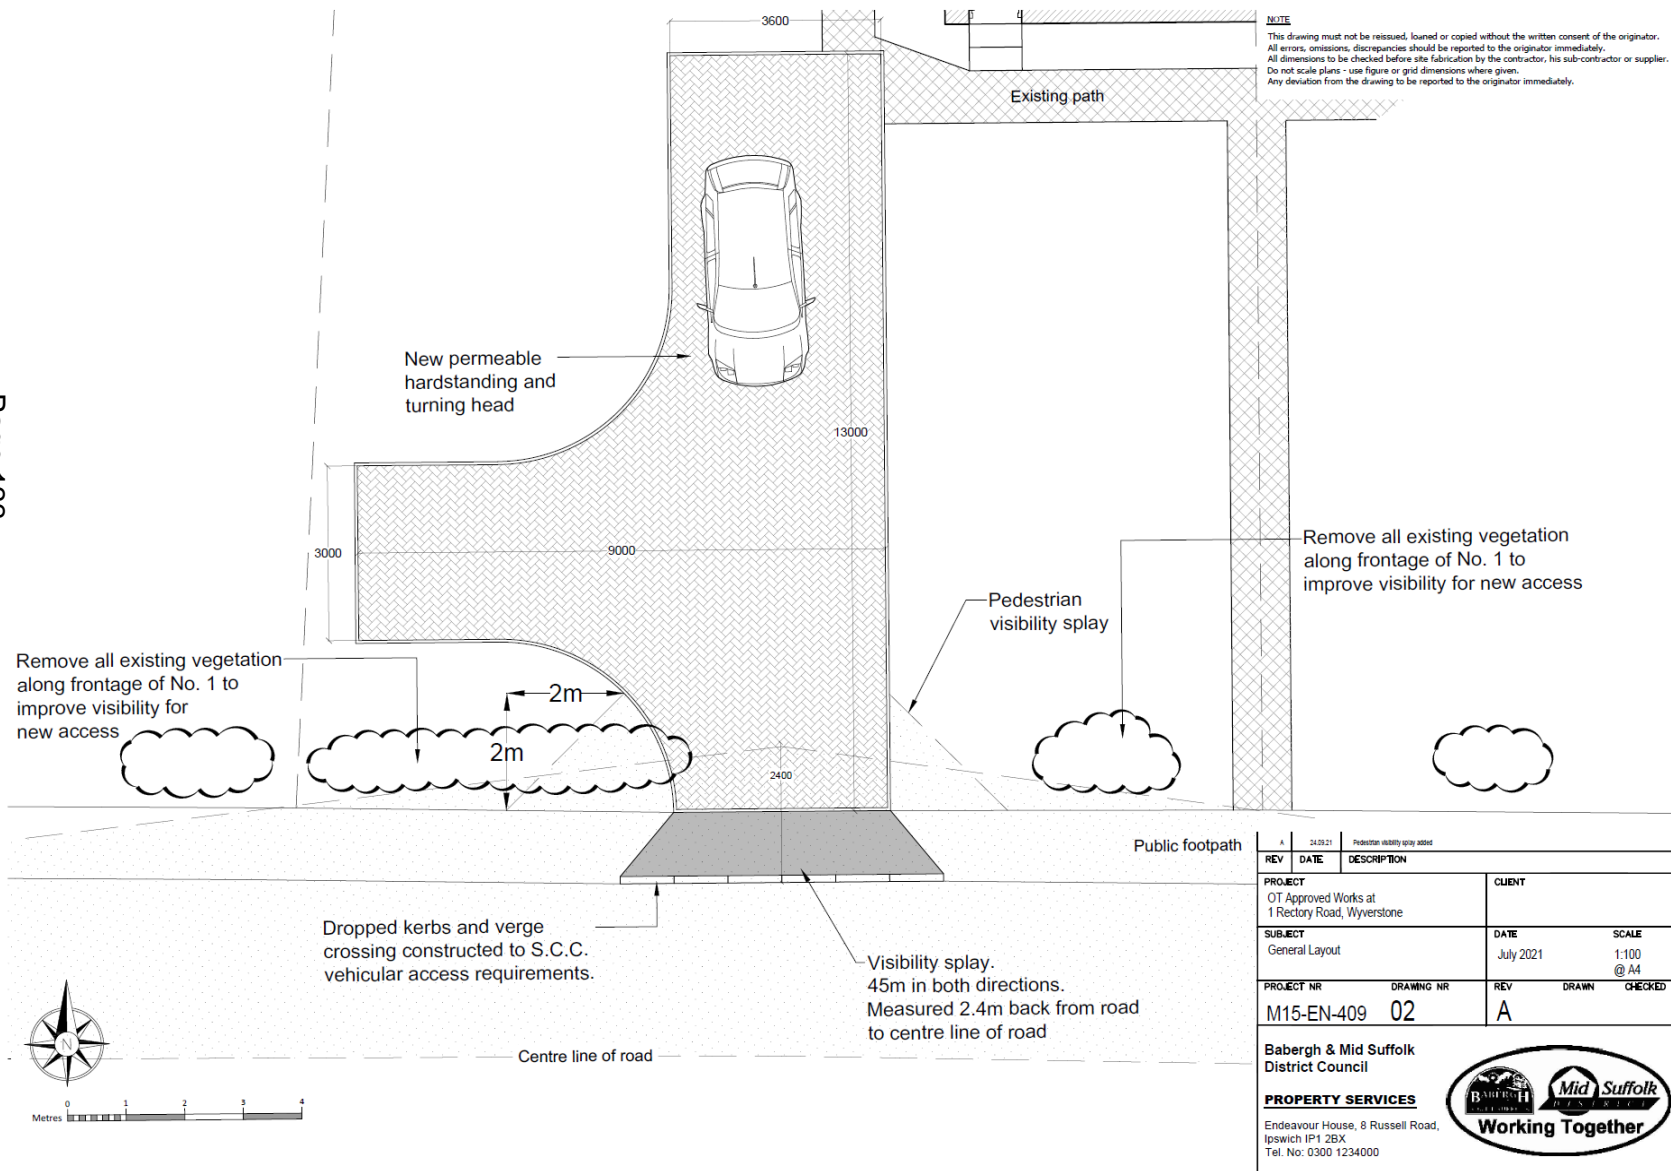 3600
NOTE
This drawing must not be reissued, loaned or copied without the written consent of the originator.
All errors, omissions, discrepancies should be reported to the originator immediately.
All dimensions to be checked before site fabrication by the contractor, his sub-contractor or supplier.
Do not scale plans - use figure or grid dimensions where given.
Any deviation from the drawing to be reported to the originator immediately.
Existing path
New permeable
hardstanding and
turning head
13000
3000
9000
Remove all existing vegetation
along frontage of No. 1 to
improve visibility for new access
Pedestrian
visibility splay
Remove all existing vegetation
along frontage of No. 1 to
improve visibility for
new access
2m
2m
2400
Public footpath
Dropped kerbs and verge
crossing constructed to S.C.C.
vehicular access requirements.
Visibility splay.
45m in both directions.
Measured 2.4m back from road
to centre line of road
Centre line of road
N
Metres 0 1 2 3 4
A 24.09.21 Pedestrian visibility splay added
REV DATE DESCRIPTION
PROJECT CLIENT
OT Approved Works at
1 Rectory Road, Wyverstone
SUBJECT DATE SCALE
General Layout July 2021 1:100
@ A4
PROJECT NR DRAWING NR REV DRAWN CHECKED
M15-EN-409 02 A
Babergh & Mid Suffolk
District Council
PROPERTY SERVICES
Endeavour House, 8 Russell Road,
Ipswich IP1 2BX
Tel. No: 0300 1234000
BABERGH
Mid Suffolk
DISTRICT
Working Together